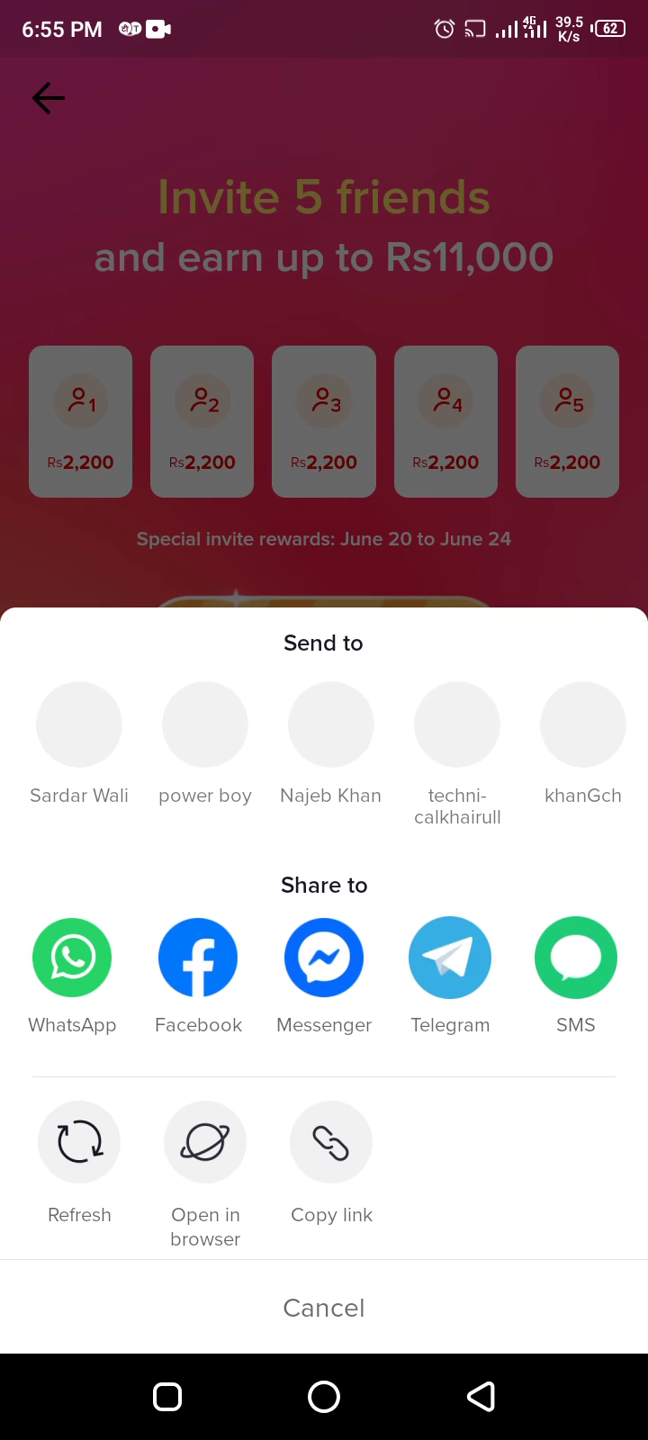 6:55 PM
4G
39.5
K/s
62
Invite 5 friends
and earn up to Rs11,000
1
2
3
4
5
Rs2,200
Rs2,200
Rs2,200
Rs2,200
Rs2,200
Special invite rewards: June 20 to June 24
Send to
Sardar Wali
power boy
Najeb Khan
techni-
calkhairull
khanGch
Share to
WhatsApp
Facebook
Messenger
Telegram
SMS
Refresh
Open in
browser
Copy link
Cancel